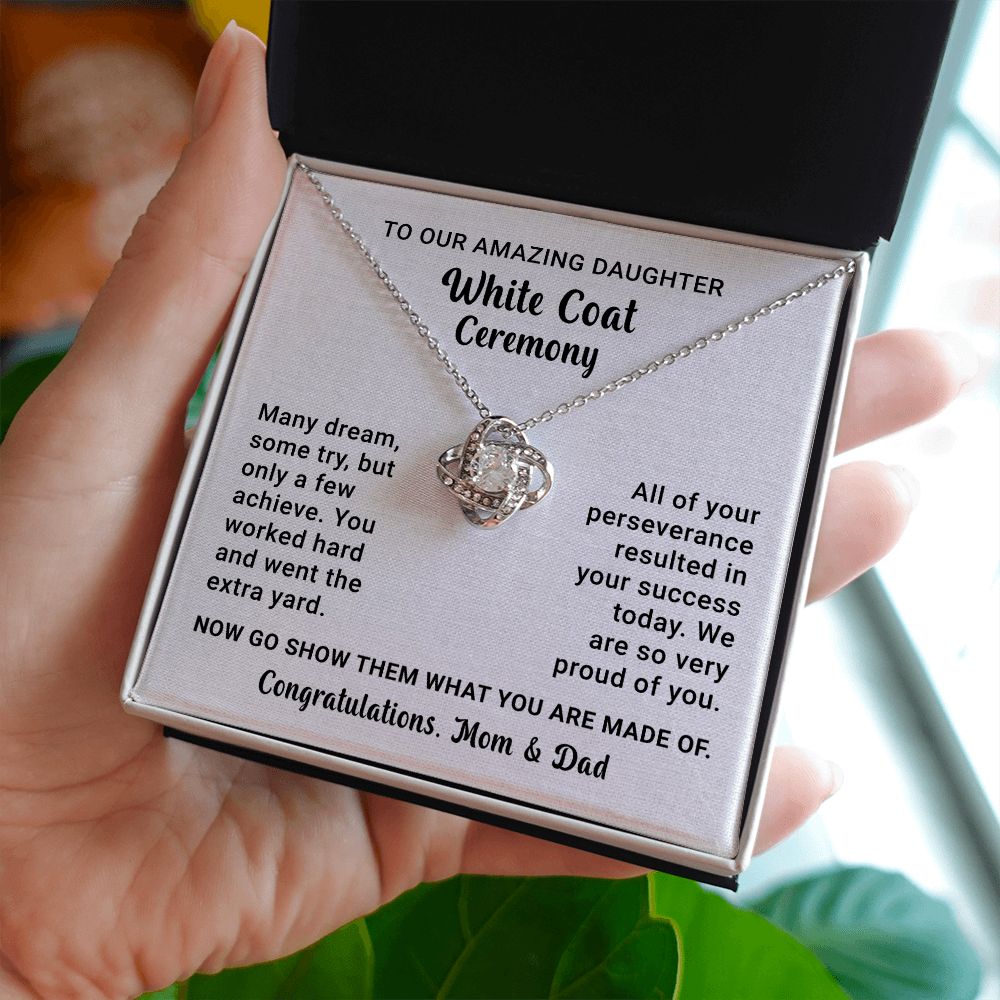 TO OUR AMAZING DAUGHTER
White Coat
Ceremony
Many dream,
some try, but
only a few
achieve. You
worked hard
and went the
extra yard.
All of your
perseverance
resulted in
your success
today. We
are so very
proud of you.
NOW GO SHOW THEM WHAT YOU ARE MADE OF.
Congratulations. Mom & Dad